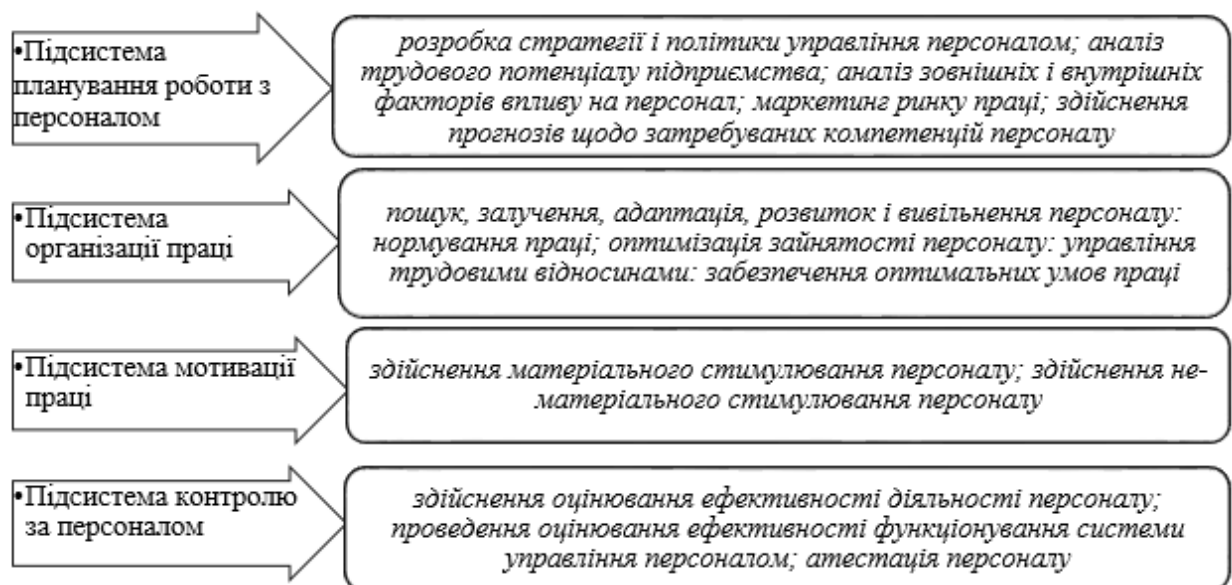 •Підсистема
планування роботи з
персоналом
розробка стратегії і політики управління персоналом; аналіз
трудового потенціалу підприємства; аналіз зовнішніх і внутрішніх
факторів впливу на персонал; маркетинг ринку праці; здійснення
прогнозів щодо затребуваних компетенцій персоналу
•Підсистема
організації праці
пошук, залучення, адаптація, розвиток і вивільнення персоналу:
нормування праці; оптимізація зайнятості персоналу: управління
трудовими відносинами: забезпечення оптимальних умов праці
•Підсистема мотивації
праці
здійснення матеріального стимулювання персоналу; здійснення не-
матеріального стимулювання персоналу
•Підсистема контролю
за персоналом
здійснення оцінювання ефективності діяльності персоналу;
проведення оцінювання ефективності функціонування системи
управління персоналом; атестація персоналу